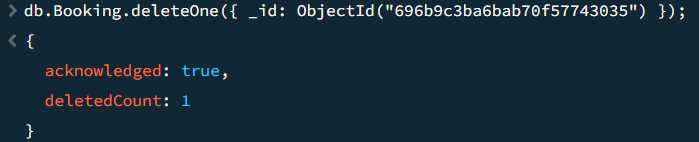 > db.Booking.deleteOne({ _id: ObjectId("696b9c3ba6bab70f57743035") });
< {
acknowledged: true,
deletedCount: 1
}